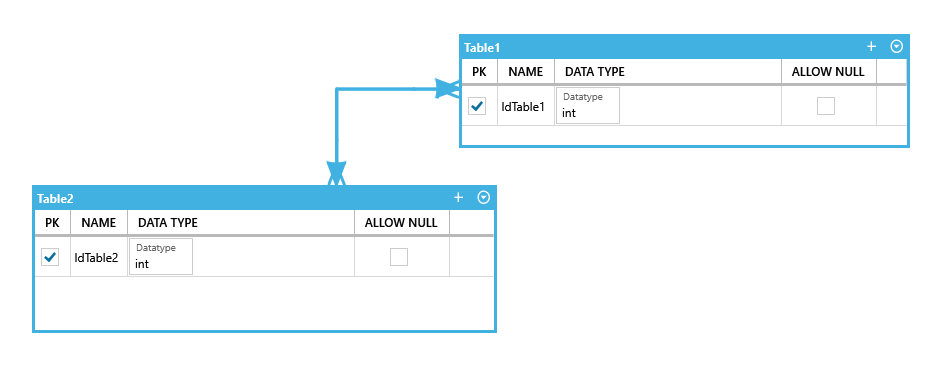 Table1
PK NAME DATA TYPE ALLOW NULL
IdTable1 Datatype int
Table2
PK NAME DATA TYPE ALLOW NULL
IdTable2 Datatype int